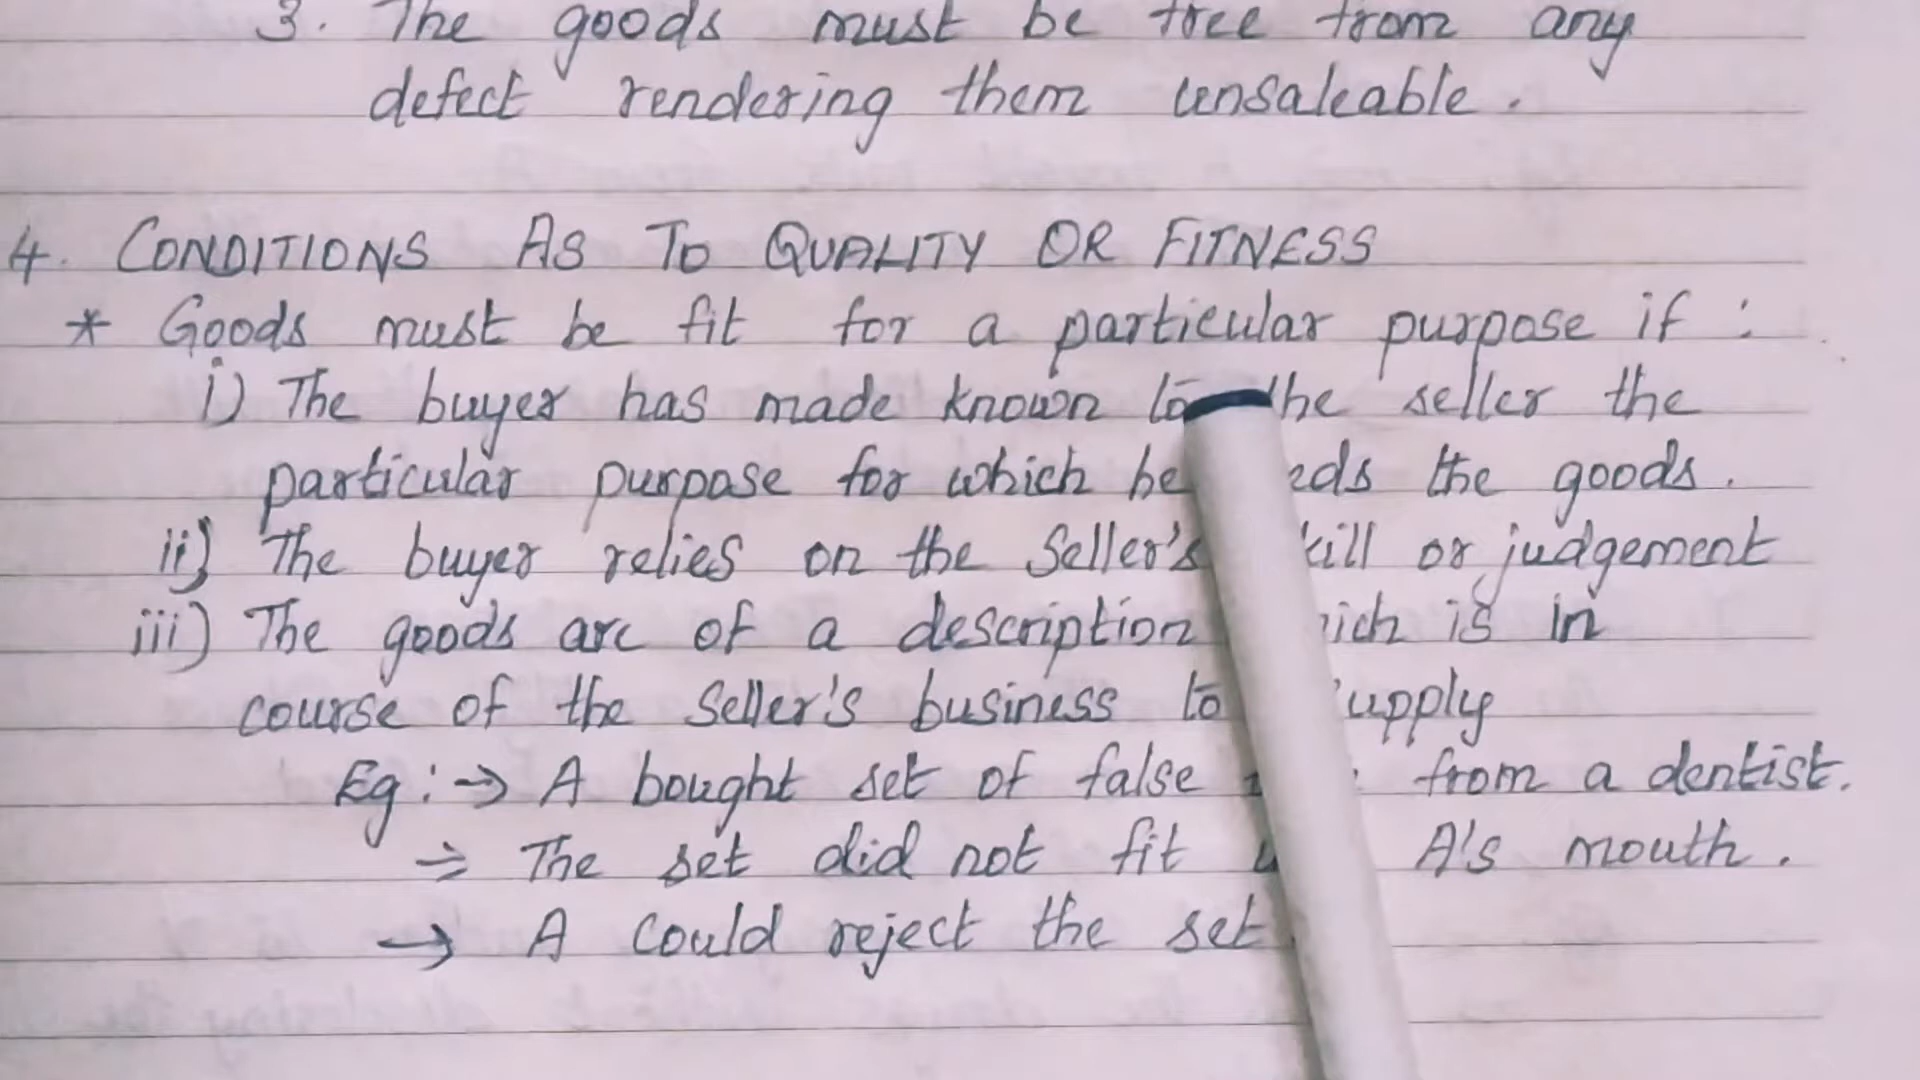 3. The goods must be free from any
defect rendering them unsaleable.
4. CONDITIONS AS TO QUALITY OR FITNESS
* Goods must be fit for a particular purpose if :
i) The buyer has made known to the seller the
particular purpose for which he the goods.
ii) The buyer relies on the Seller's or judgement
iii) The goods are of a description is in
course of the Seller's business to
Eg : → A bought set of false from a dentist.
⇒ The set did not fit A's mouth.
→ A could reject the set